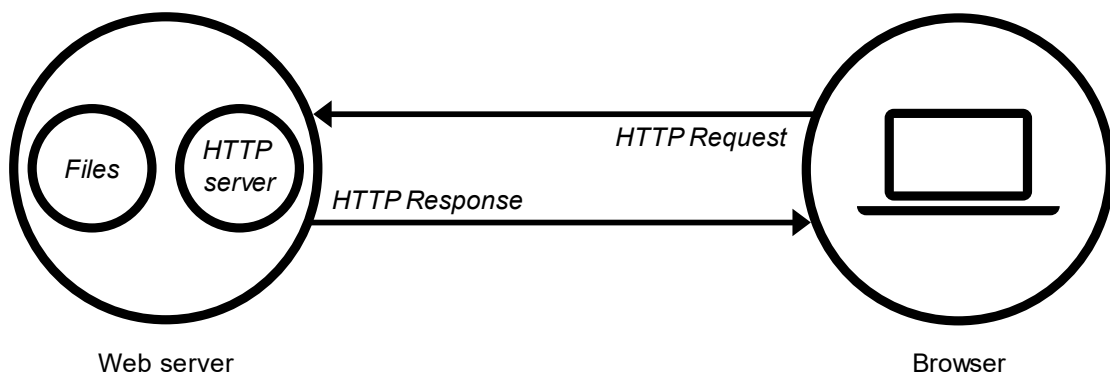 HTTP Request
Files
HTTP
server
HTTP Response
Web server
Browser